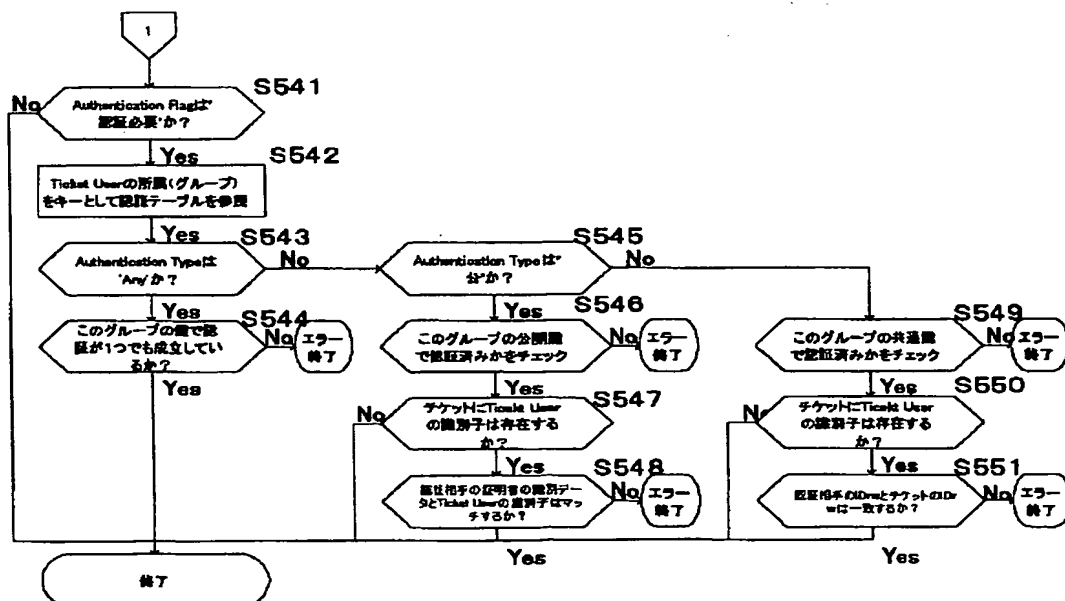 1
S541
No
Authentication Flagは"
認証必要"か？
Yes
S542
Ticket Userの所属(グループ)
をキーとして認証テーブルを参照
Yes
S543
Authentication Typeは
'Any'か？
No
S545
Authentication Typeは"
公"か？
No
Yes
S544
このグループの鍵で認
証が1つでも成立してい
るか？
No
エラー
終了
Yes
Yes
S546
このグループの公開鍵
で認証済みかをチェック
No
エラー
終了
S549
このグループの共通鍵
で認証済みかをチェック
No
エラー
終了
Yes
S547
No
チケットにTicket User
の識別子は存在する
か？
Yes
S550
No
チケットにTicket User
の識別子は存在する
か？
Yes
S548
認証相手の証明書の識別デー
タとTicket Userの識別子はマッ
チするか？
No
エラー
終了
Yes
S551
認証相手のIDrwとチケットのIDr
wは一致するか？
No
エラー
終了
Yes
Yes
終了